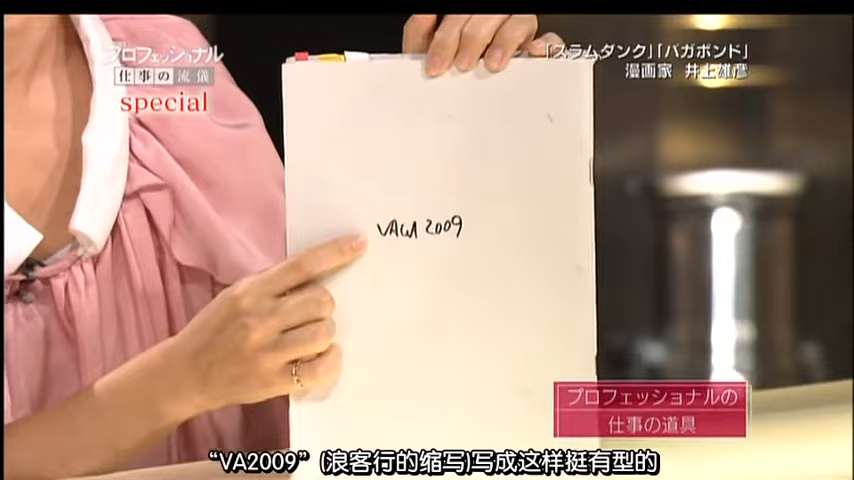 プロフェッショナル
仕事の流儀
special
「スラムダンク」「バガボンド」
漫画家 井上雄彦
VAGA 2009
プロフェッショナルの
仕事の道具
“VA2009” (浪客行的缩写)写成这样挺有型的